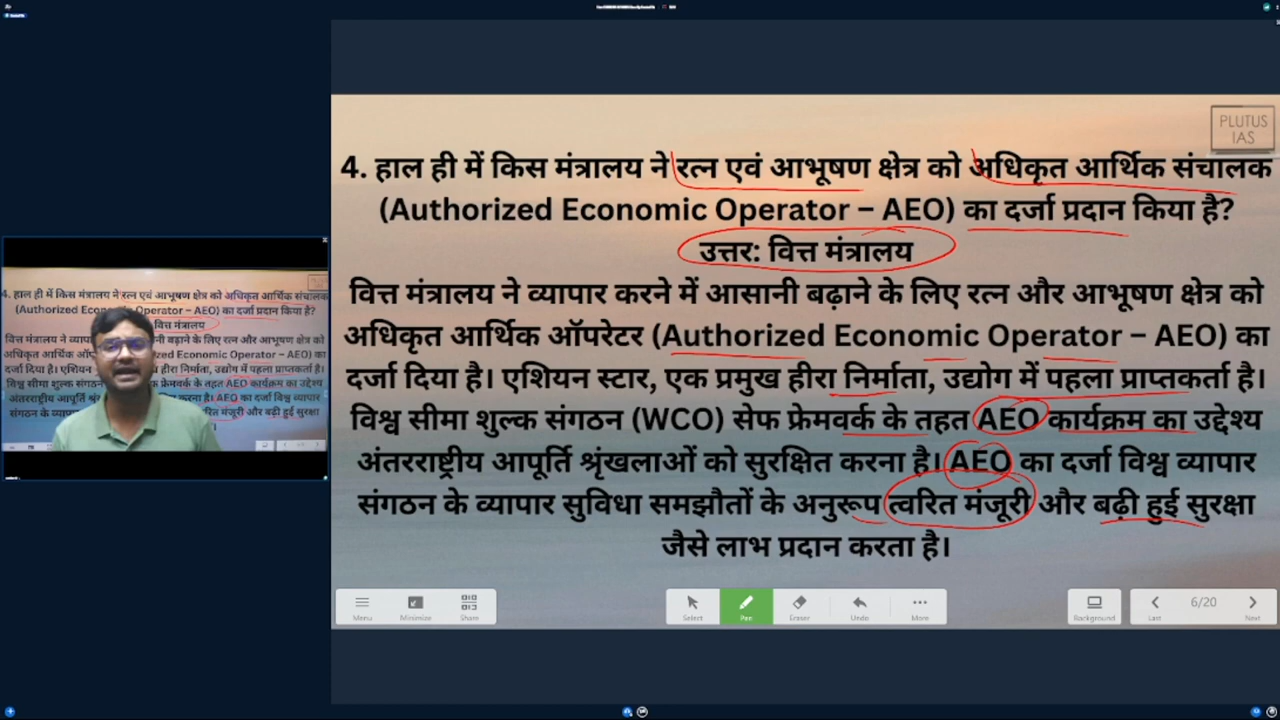 PLUTUS
IAS
4. हाल ही में किस मंत्रालय ने रत्न एवं आभूषण क्षेत्र को अधिकृत आर्थिक संचालक
(Authorized Economic Operator – AEO) का दर्जा प्रदान किया है?
उत्तर: वित्त मंत्रालय
वित्त मंत्रालय ने व्यापार करने में आसानी बढ़ाने के लिए रत्न और आभूषण क्षेत्र को
अधिकृत आर्थिक ऑपरेटर (Authorized Economic Operator – AEO) का
दर्जा दिया है। एशियन स्टार, एक प्रमुख हीरा निर्माता, उद्योग में पहला प्राप्तकर्ता है।
विश्व सीमा शुल्क संगठन (WCO) सेफ फ्रेमवर्क के तहत AEO कार्यक्रम का उद्देश्य
अंतरराष्ट्रीय आपूर्ति श्रृंखलाओं को सुरक्षित करना है। AEO का दर्जा विश्व व्यापार
संगठन के व्यापार सुविधा समझौतों के अनुरूप त्वरित मंजूरी और बढ़ी हुई सुरक्षा
जैसे लाभ प्रदान करता है।
Menu Minimize Share Select Pen Eraser Undo More Background Last 6/20 Next